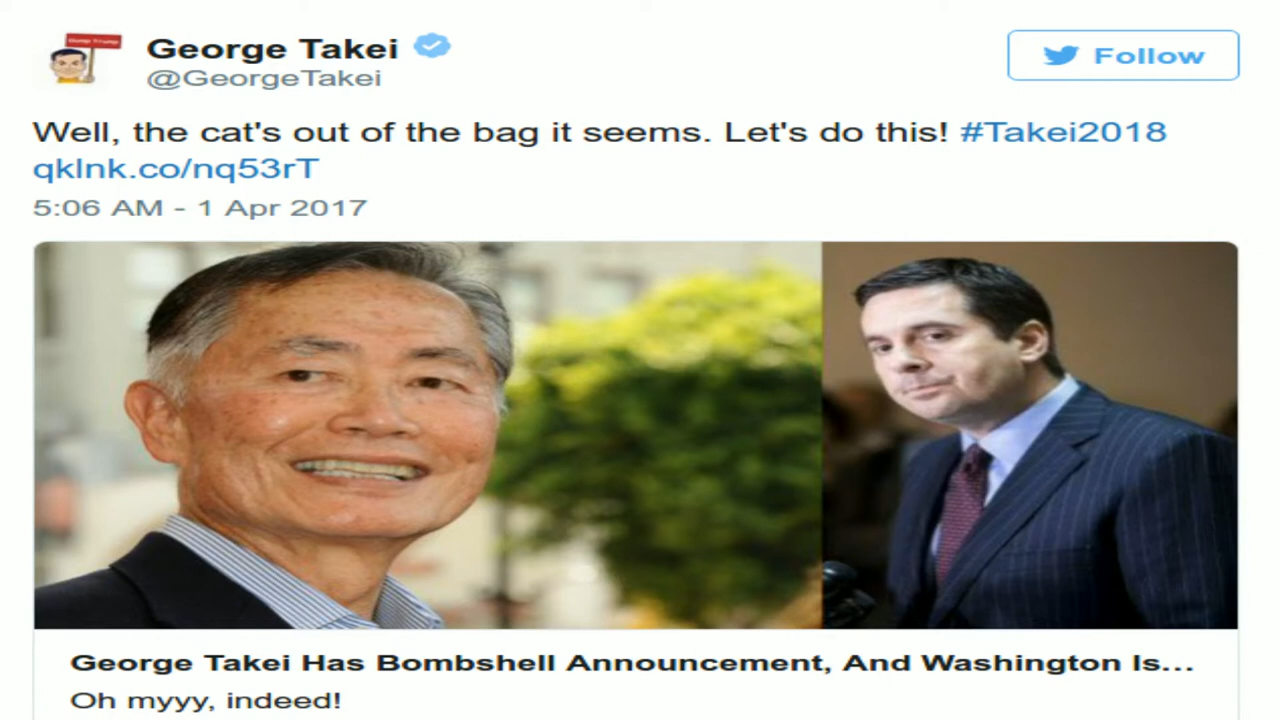 George Takei
@GeorgeTakei
Follow
Well, the cat's out of the bag it seems. Let's do this! #Takei2018
qklnk.co/nq53rT
5:06 AM - 1 Apr 2017
George Takei Has Bombshell Announcement, And Washington Is...
Oh myyy, indeed!